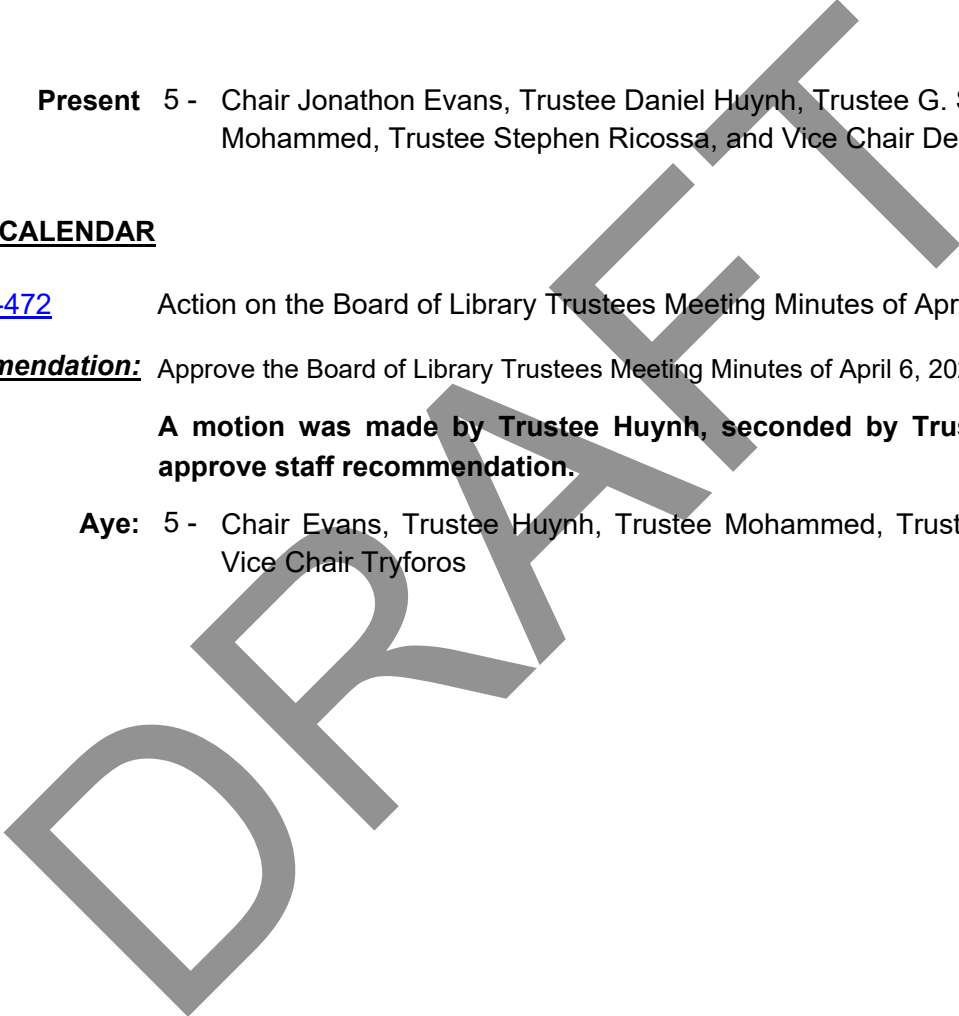 Present 5 - Chair Jonathon Evans, Trustee Daniel Huynh, Trustee G. S
Mohammed, Trustee Stephen Ricossa, and Vice Chair De
CALENDAR
-472 Action on the Board of Library Trustees Meeting Minutes of Apr
mendation: Approve the Board of Library Trustees Meeting Minutes of April 6, 20
A motion was made by Trustee Huynh, seconded by Trus
approve staff recommendation.
Aye: 5 - Chair Evans, Trustee Huynh, Trustee Mohammed, Trust
Vice Chair Tryforos
DRAFT